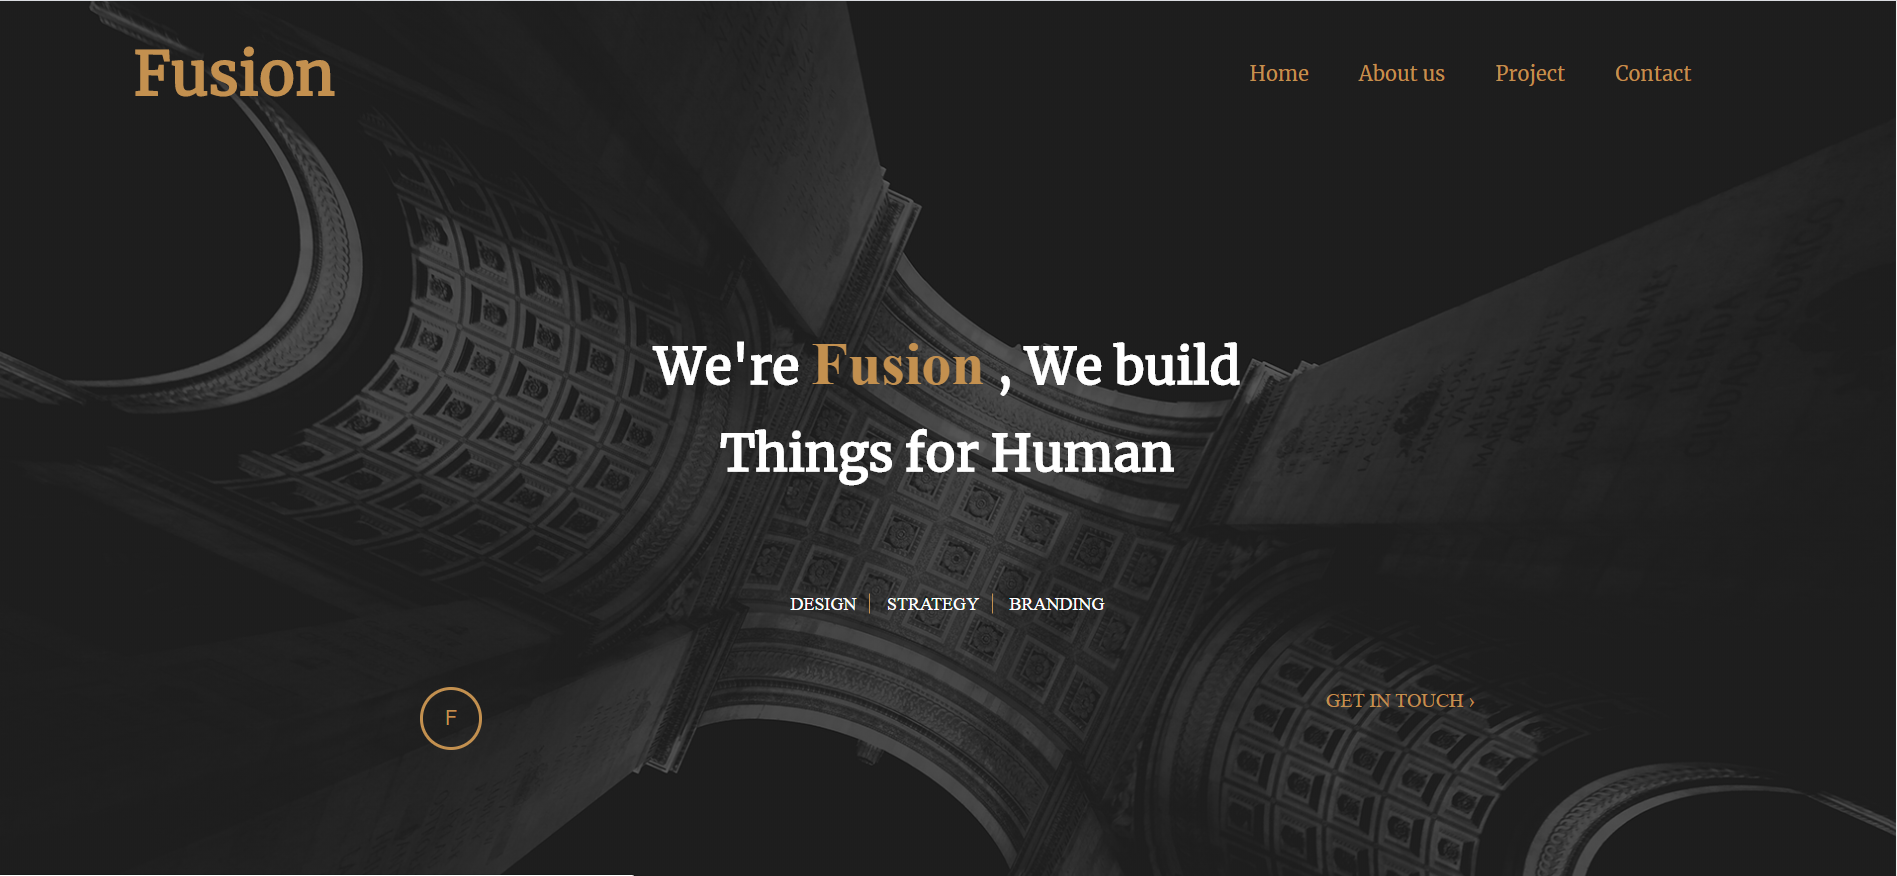 Fusion
Home About us Project Contact
We're Fusion , We build
Things for Human
DESIGN STRATEGY BRANDING
F
GET IN TOUCH ›